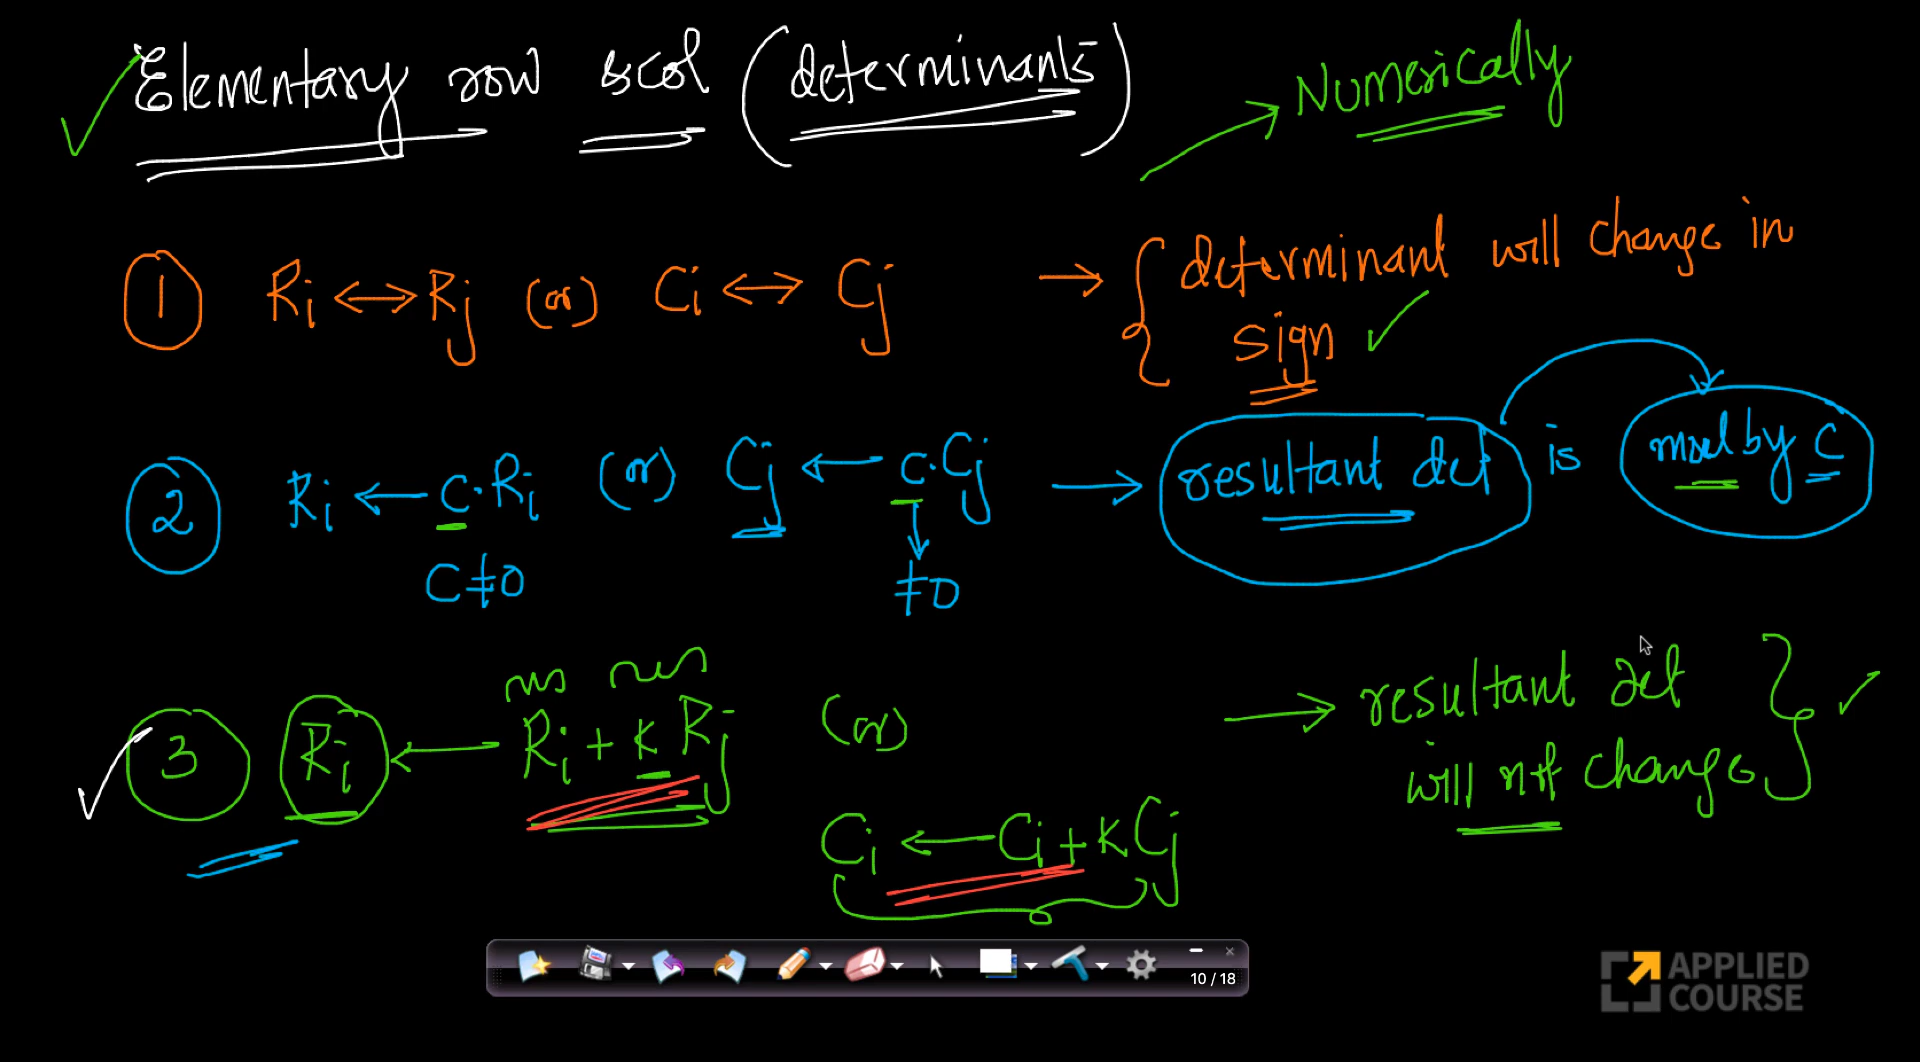 Elementary row & col (determinants)
→ Numerically
① Ri ↔ Rj (or) Ci ↔ Cj → { determinant will change in
sign
② Ri ← c·Ri (or) Cj ← c·Cj → resultant det is mul by c
C≠0 ≠0
③ Ri ← Ri + K Rj (or) → resultant det
will not change
Ci ← Ci + K Cj
10 / 18
APPLIED
COURSE